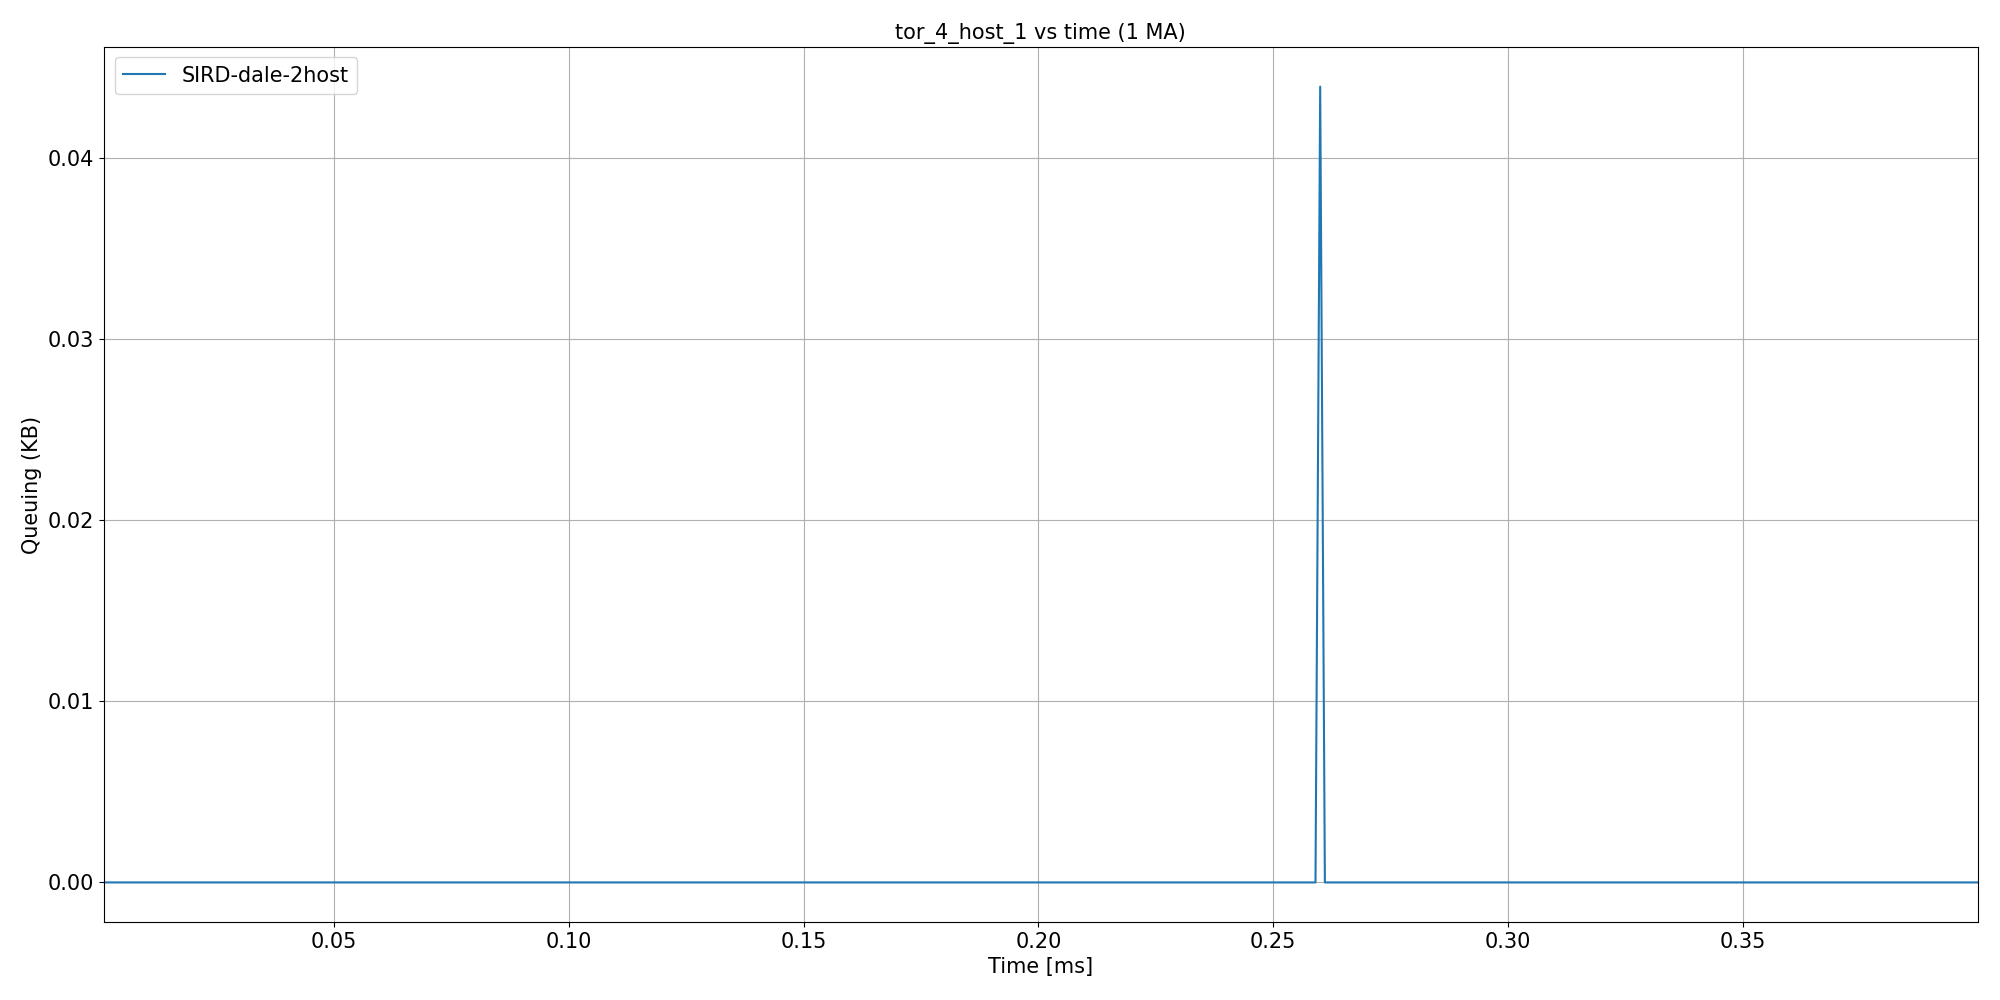 tor_4_host_1 vs time (1 MA)
SIRD-dale-2host
Queuing (KB)
0.04
0.03
0.02
0.01
0.00
0.05 0.10 0.15 0.20 0.25 0.30 0.35
Time [ms]